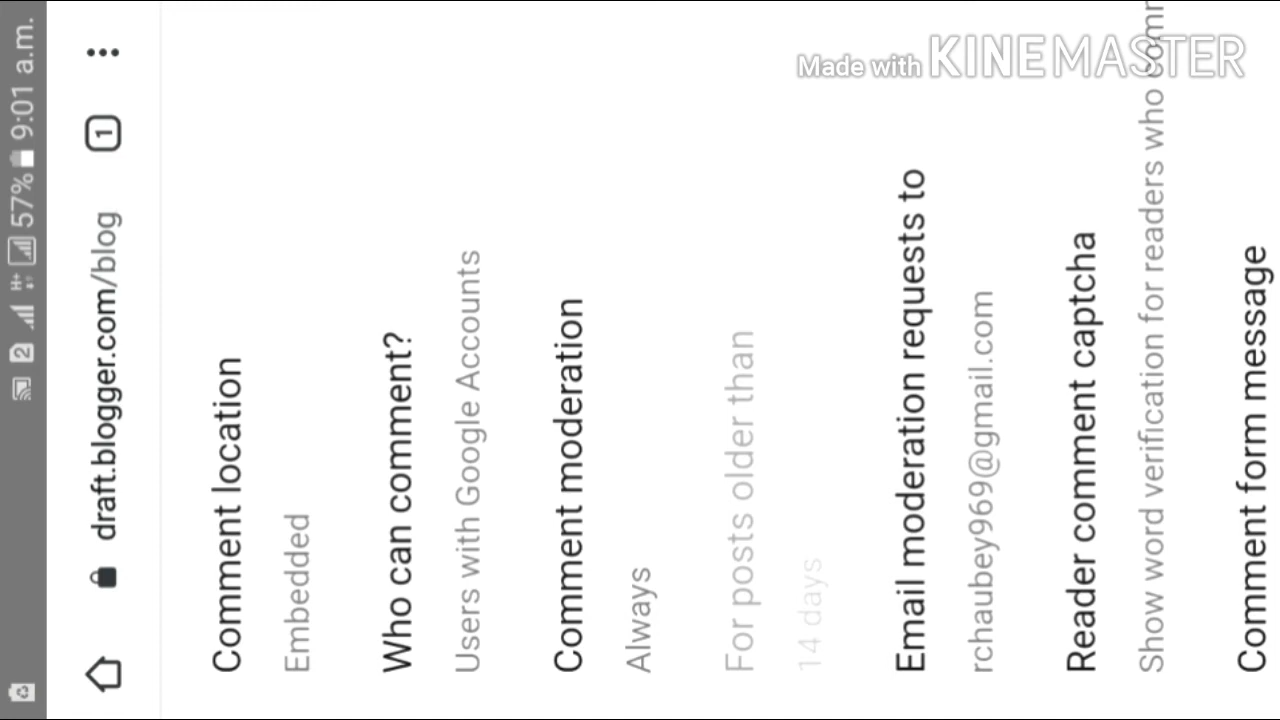 2 H+ 57% 9:01 a.m.
draft.blogger.com/blog 1
Made with KINEMASTER
Comment location
Embedded
Who can comment?
Users with Google Accounts
Comment moderation
Always
For posts older than
14 days
Email moderation requests to
rchaubey969@gmail.com
Reader comment captcha
Show word verification for readers who
Comment form message